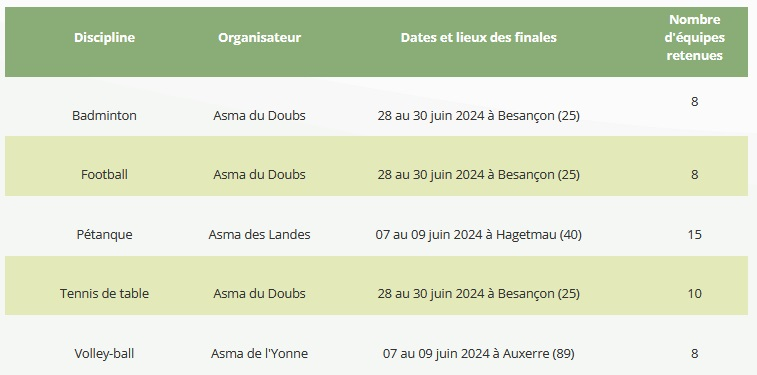 Discipline Organisateur Dates et lieux des finales Nombre d'équipes retenues
Badminton Asma du Doubs 28 au 30 juin 2024 à Besançon (25) 8
Football Asma du Doubs 28 au 30 juin 2024 à Besançon (25) 8
Pétanque Asma des Landes 07 au 09 juin 2024 à Hagetmau (40) 15
Tennis de table Asma du Doubs 28 au 30 juin 2024 à Besançon (25) 10
Volley-ball Asma de l'Yonne 07 au 09 juin 2024 à Auxerre (89) 8